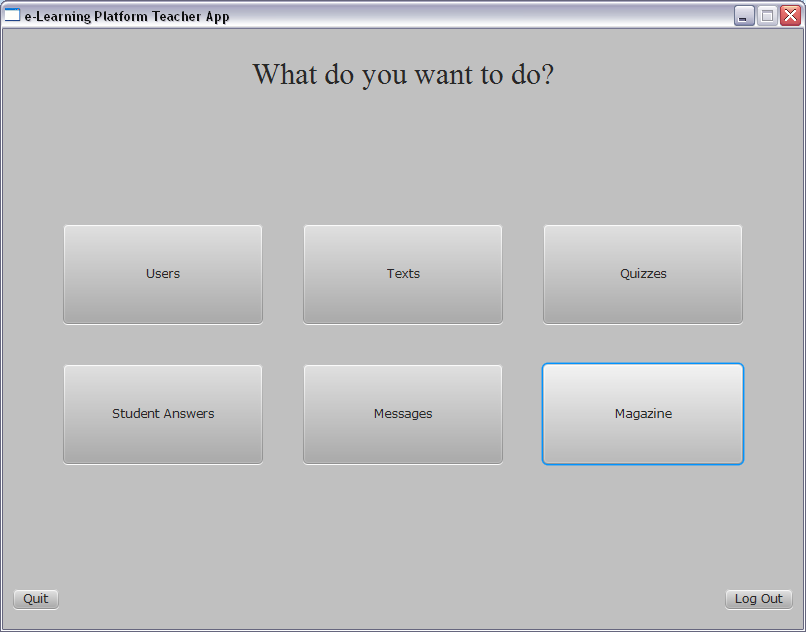 e-Learning Platform Teacher App
What do you want to do?
Users
Texts
Quizzes
Student Answers
Messages
Magazine
Quit
Log Out